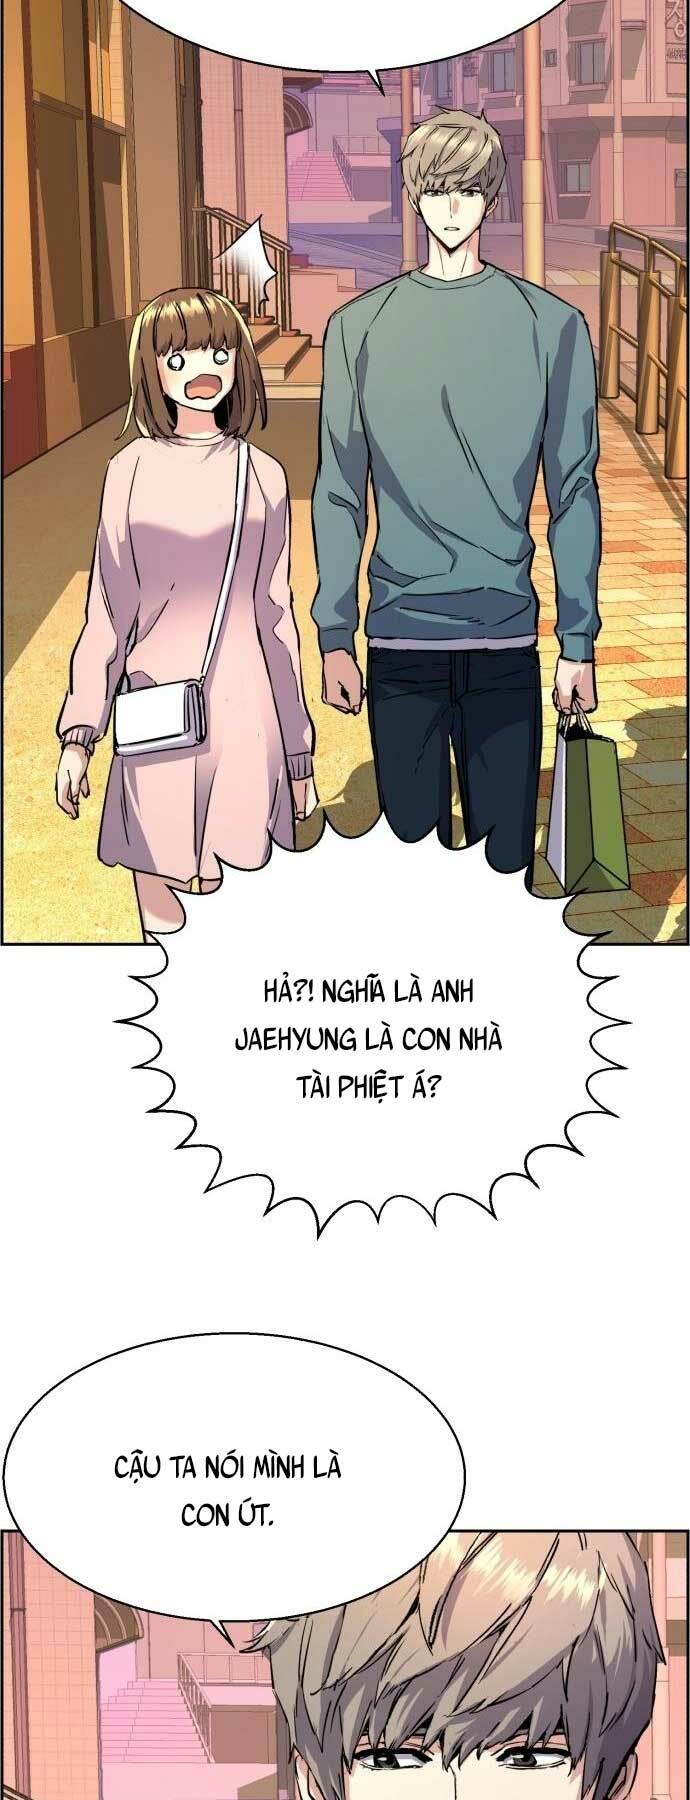 HẢ?! NGHĨA LÀ ANH
JAEHYUNG LÀ CON NHÀ
TÀI PHIỆT Á?
CẬU TA NÓI MÌNH LÀ
CON ÚT.